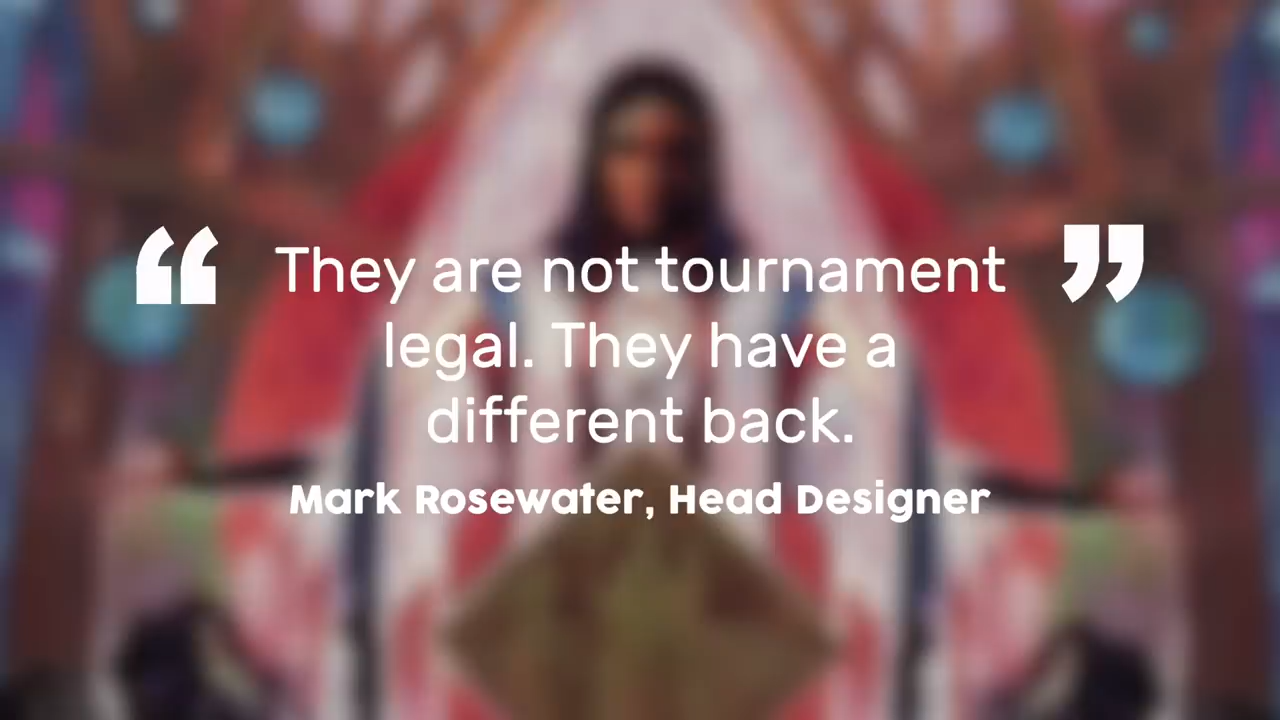 “ They are not tournament ”
legal. They have a
different back.
Mark Rosewater, Head Designer